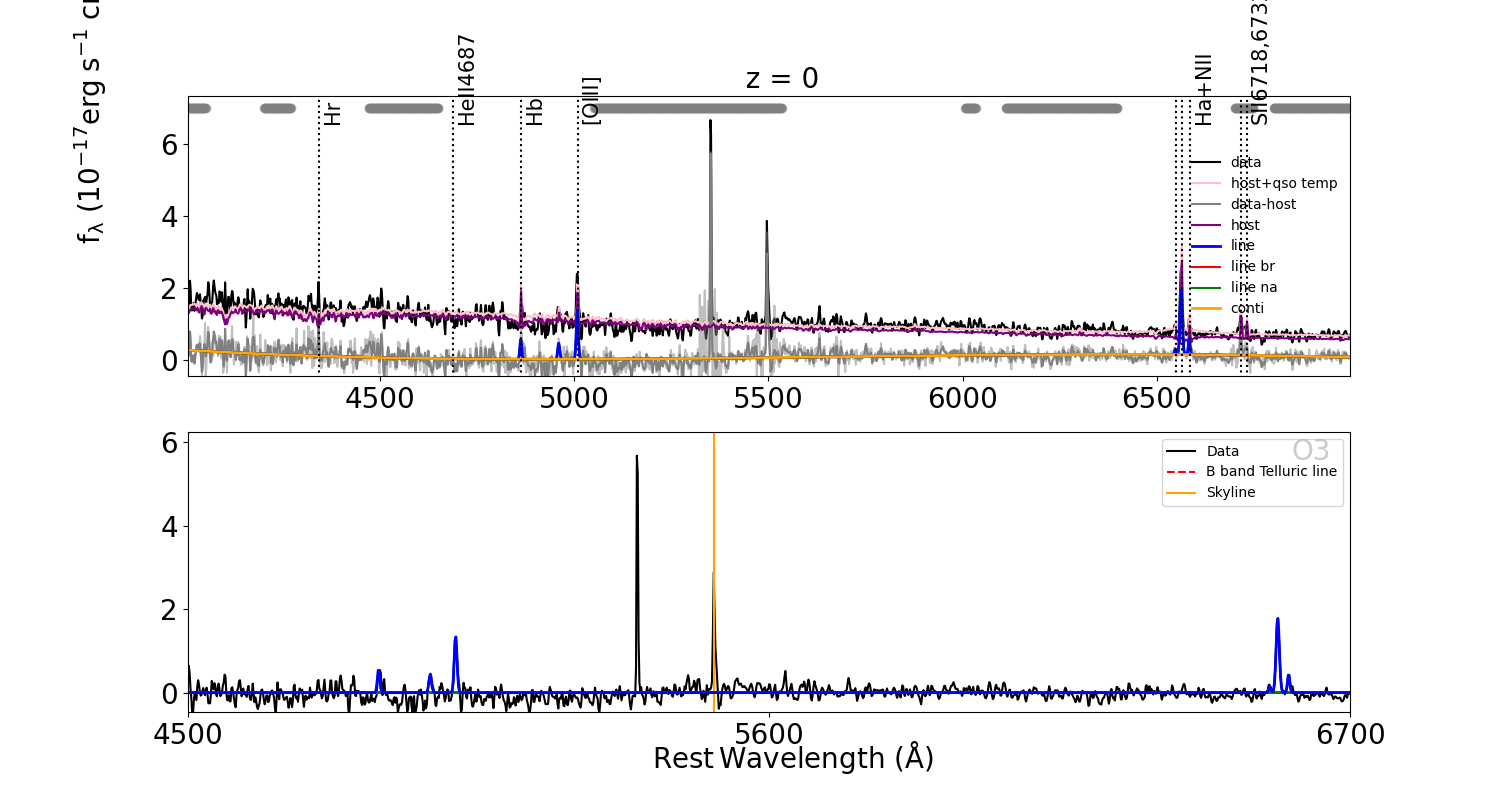 z = 0
fλ (10⁻¹⁷erg s⁻¹
Hr
HeII4687
Hb
[OIII]
Ha+NII
6
4
2
0
data
host+qso temp
data-host
host
line
line br
line na
conti
4500
5000
5500
6000
6500
6
4
2
0
O3
Data
B band Telluric line
Skyline
4500
5600
6700
Rest Wavelength (Å)